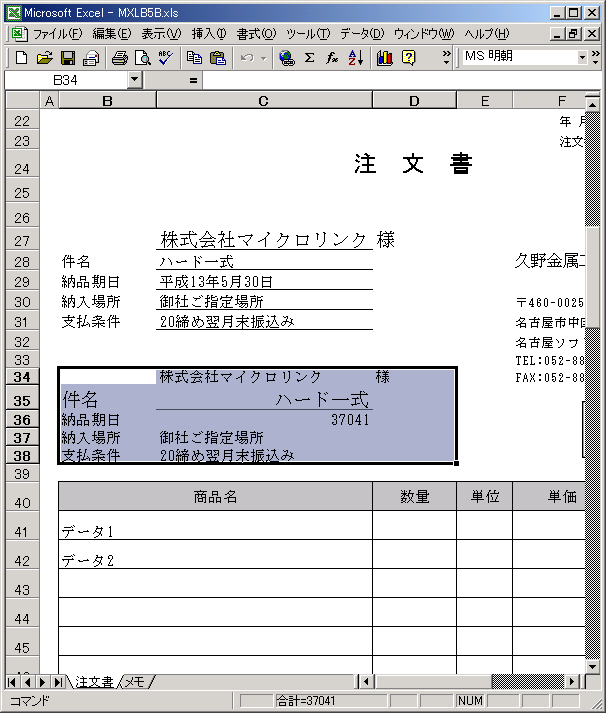 Microsoft Excel - MXLB5B.xls
ファイル(F) 編集(E) 表示(V) 挿入(I) 書式(O) ツール(T) データ(D) ウィンドウ(W) ヘルプ(H)
MS 明朝
B34 =
A B C D E F
22 年 月
23 注文
24 注 文 書
25
26
27 株式会社マイクロリンク 様
28 件名 ハード一式 久野金属工
29 納品期日 平成13年5月30日
30 納入場所 御社ご指定場所 〒460-0025
31 支払条件 20締め翌月末振込み 名古屋市中区
32 名古屋ソフ
33 TEL:052-89
34 株式会社マイクロリンク 様 FAX:052-89
35 件名 ハード一式
36 納品期日 37041
37 納入場所 御社ご指定場所
38 支払条件 20締め翌月末振込み
39
40 商品名 数量 単位 単価
41 データ1
42 データ2
43
44
45
注文書 メモ
コマンド 合計=37041 NUM